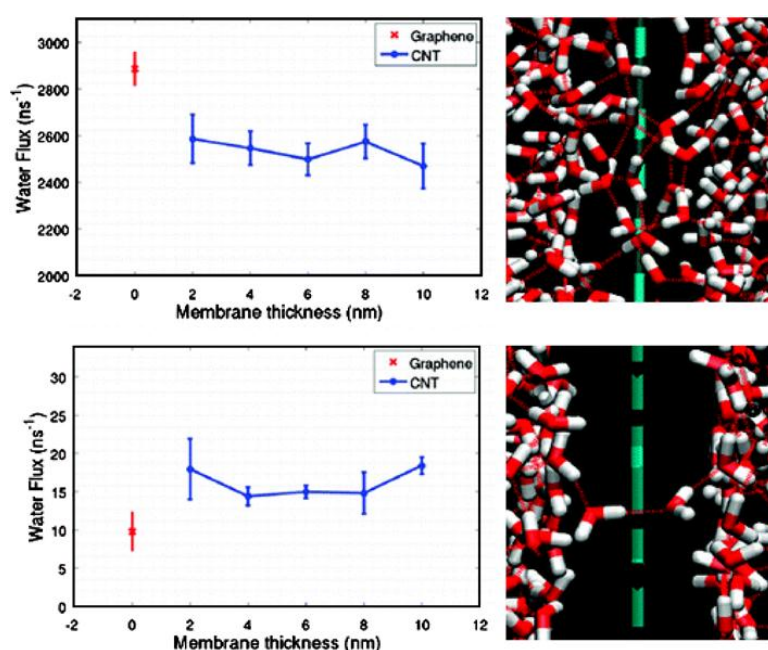 Water Flux (ns-1)
3000
2800
2600
2400
2200
2000
Graphene
CNT
-2 0 2 4 6 8 10 12
Membrane thickness (nm)
Water Flux (ns-1)
30
25
20
15
10
5
0
Graphene
CNT
-2 0 2 4 6 8 10 12
Membrane thickness (nm)